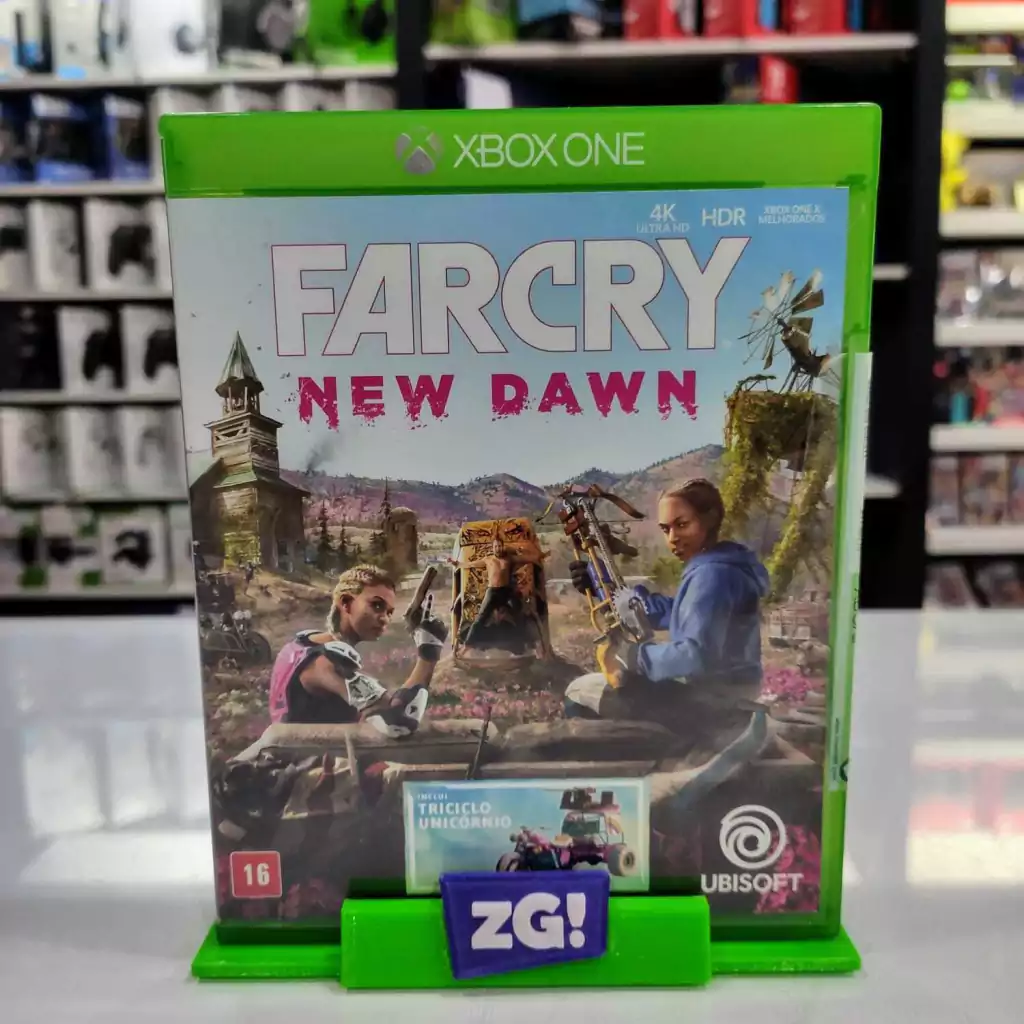 XBOX ONE
4K
ULTRA HD
HDR
XBOX ONE X
MELHORADOS
FARCRY
NEW DAWN
INCLUI
TRICICLO
UNICÓRNIO
16
UBISOFT
ZG!